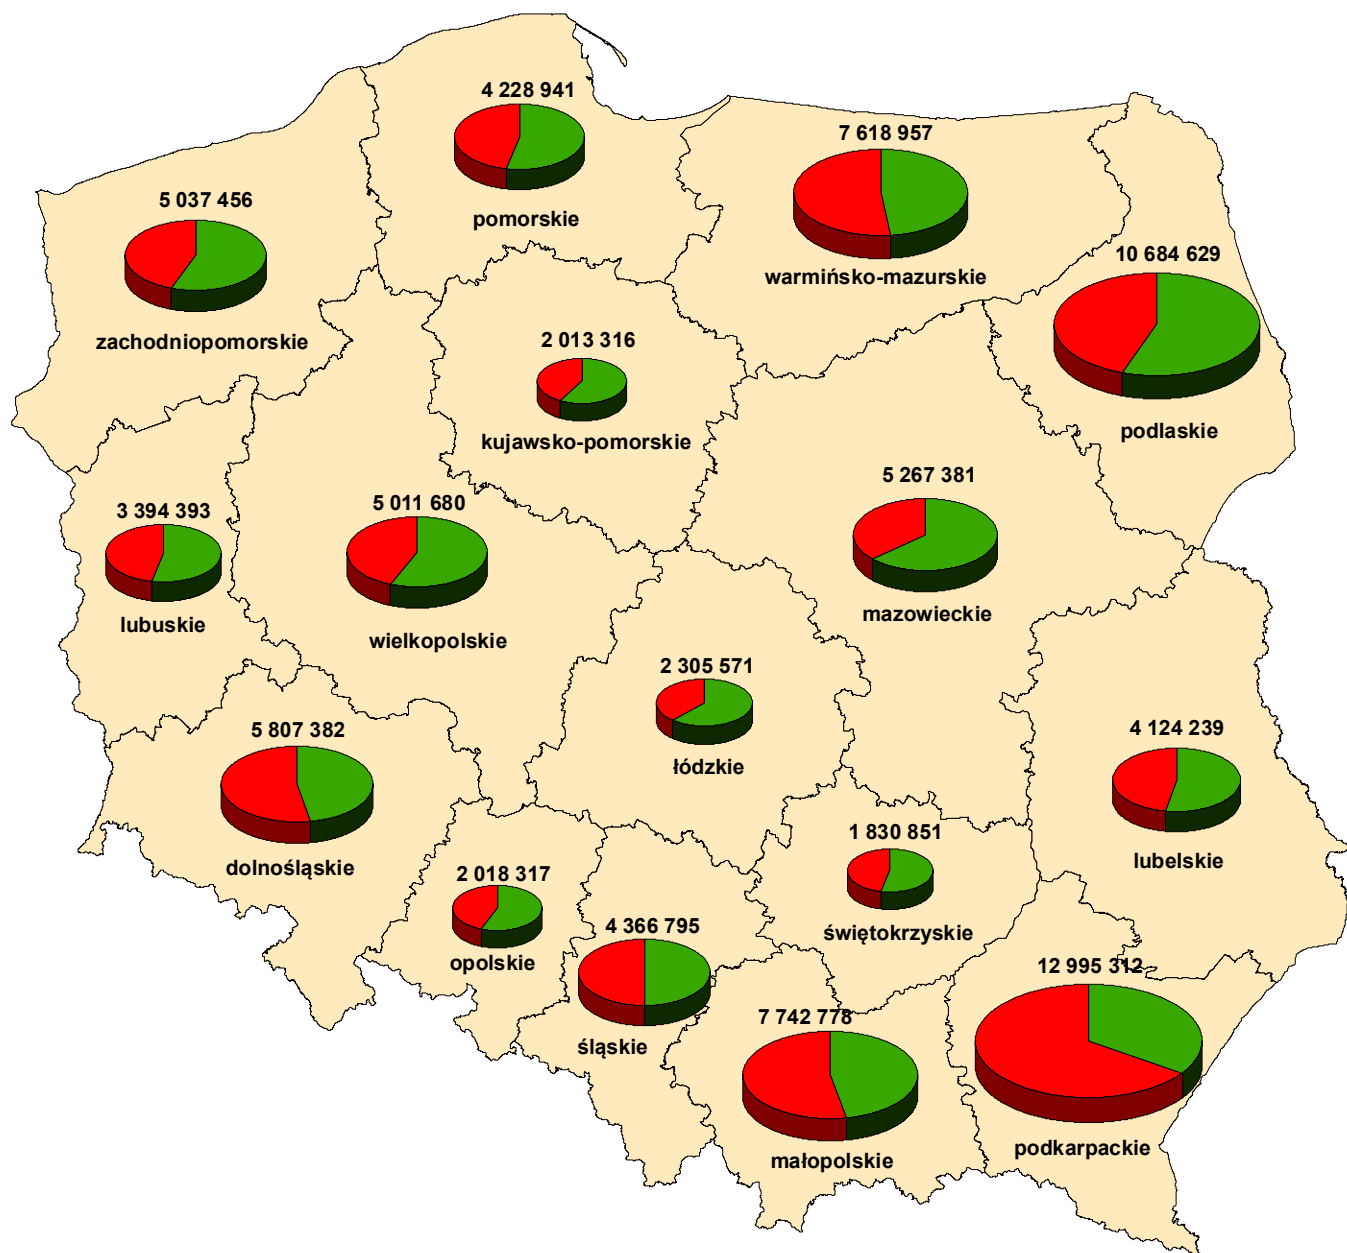 4 228 941
pomorskie
7 618 957
warmińsko-mazurskie
5 037 456
zachodniopomorskie
10 684 629
podlaskie
2 013 316
kujawsko-pomorskie
3 394 393
lubuskie
5 011 680
wielkopolskie
5 267 381
mazowieckie
2 305 571
łódzkie
5 807 382
dolnośląskie
4 124 239
lubelskie
1 830 851
świętokrzyskie
2 018 317
opolskie
4 366 795
śląskie
7 742 778
małopolskie
12 995 312
podkarpackie